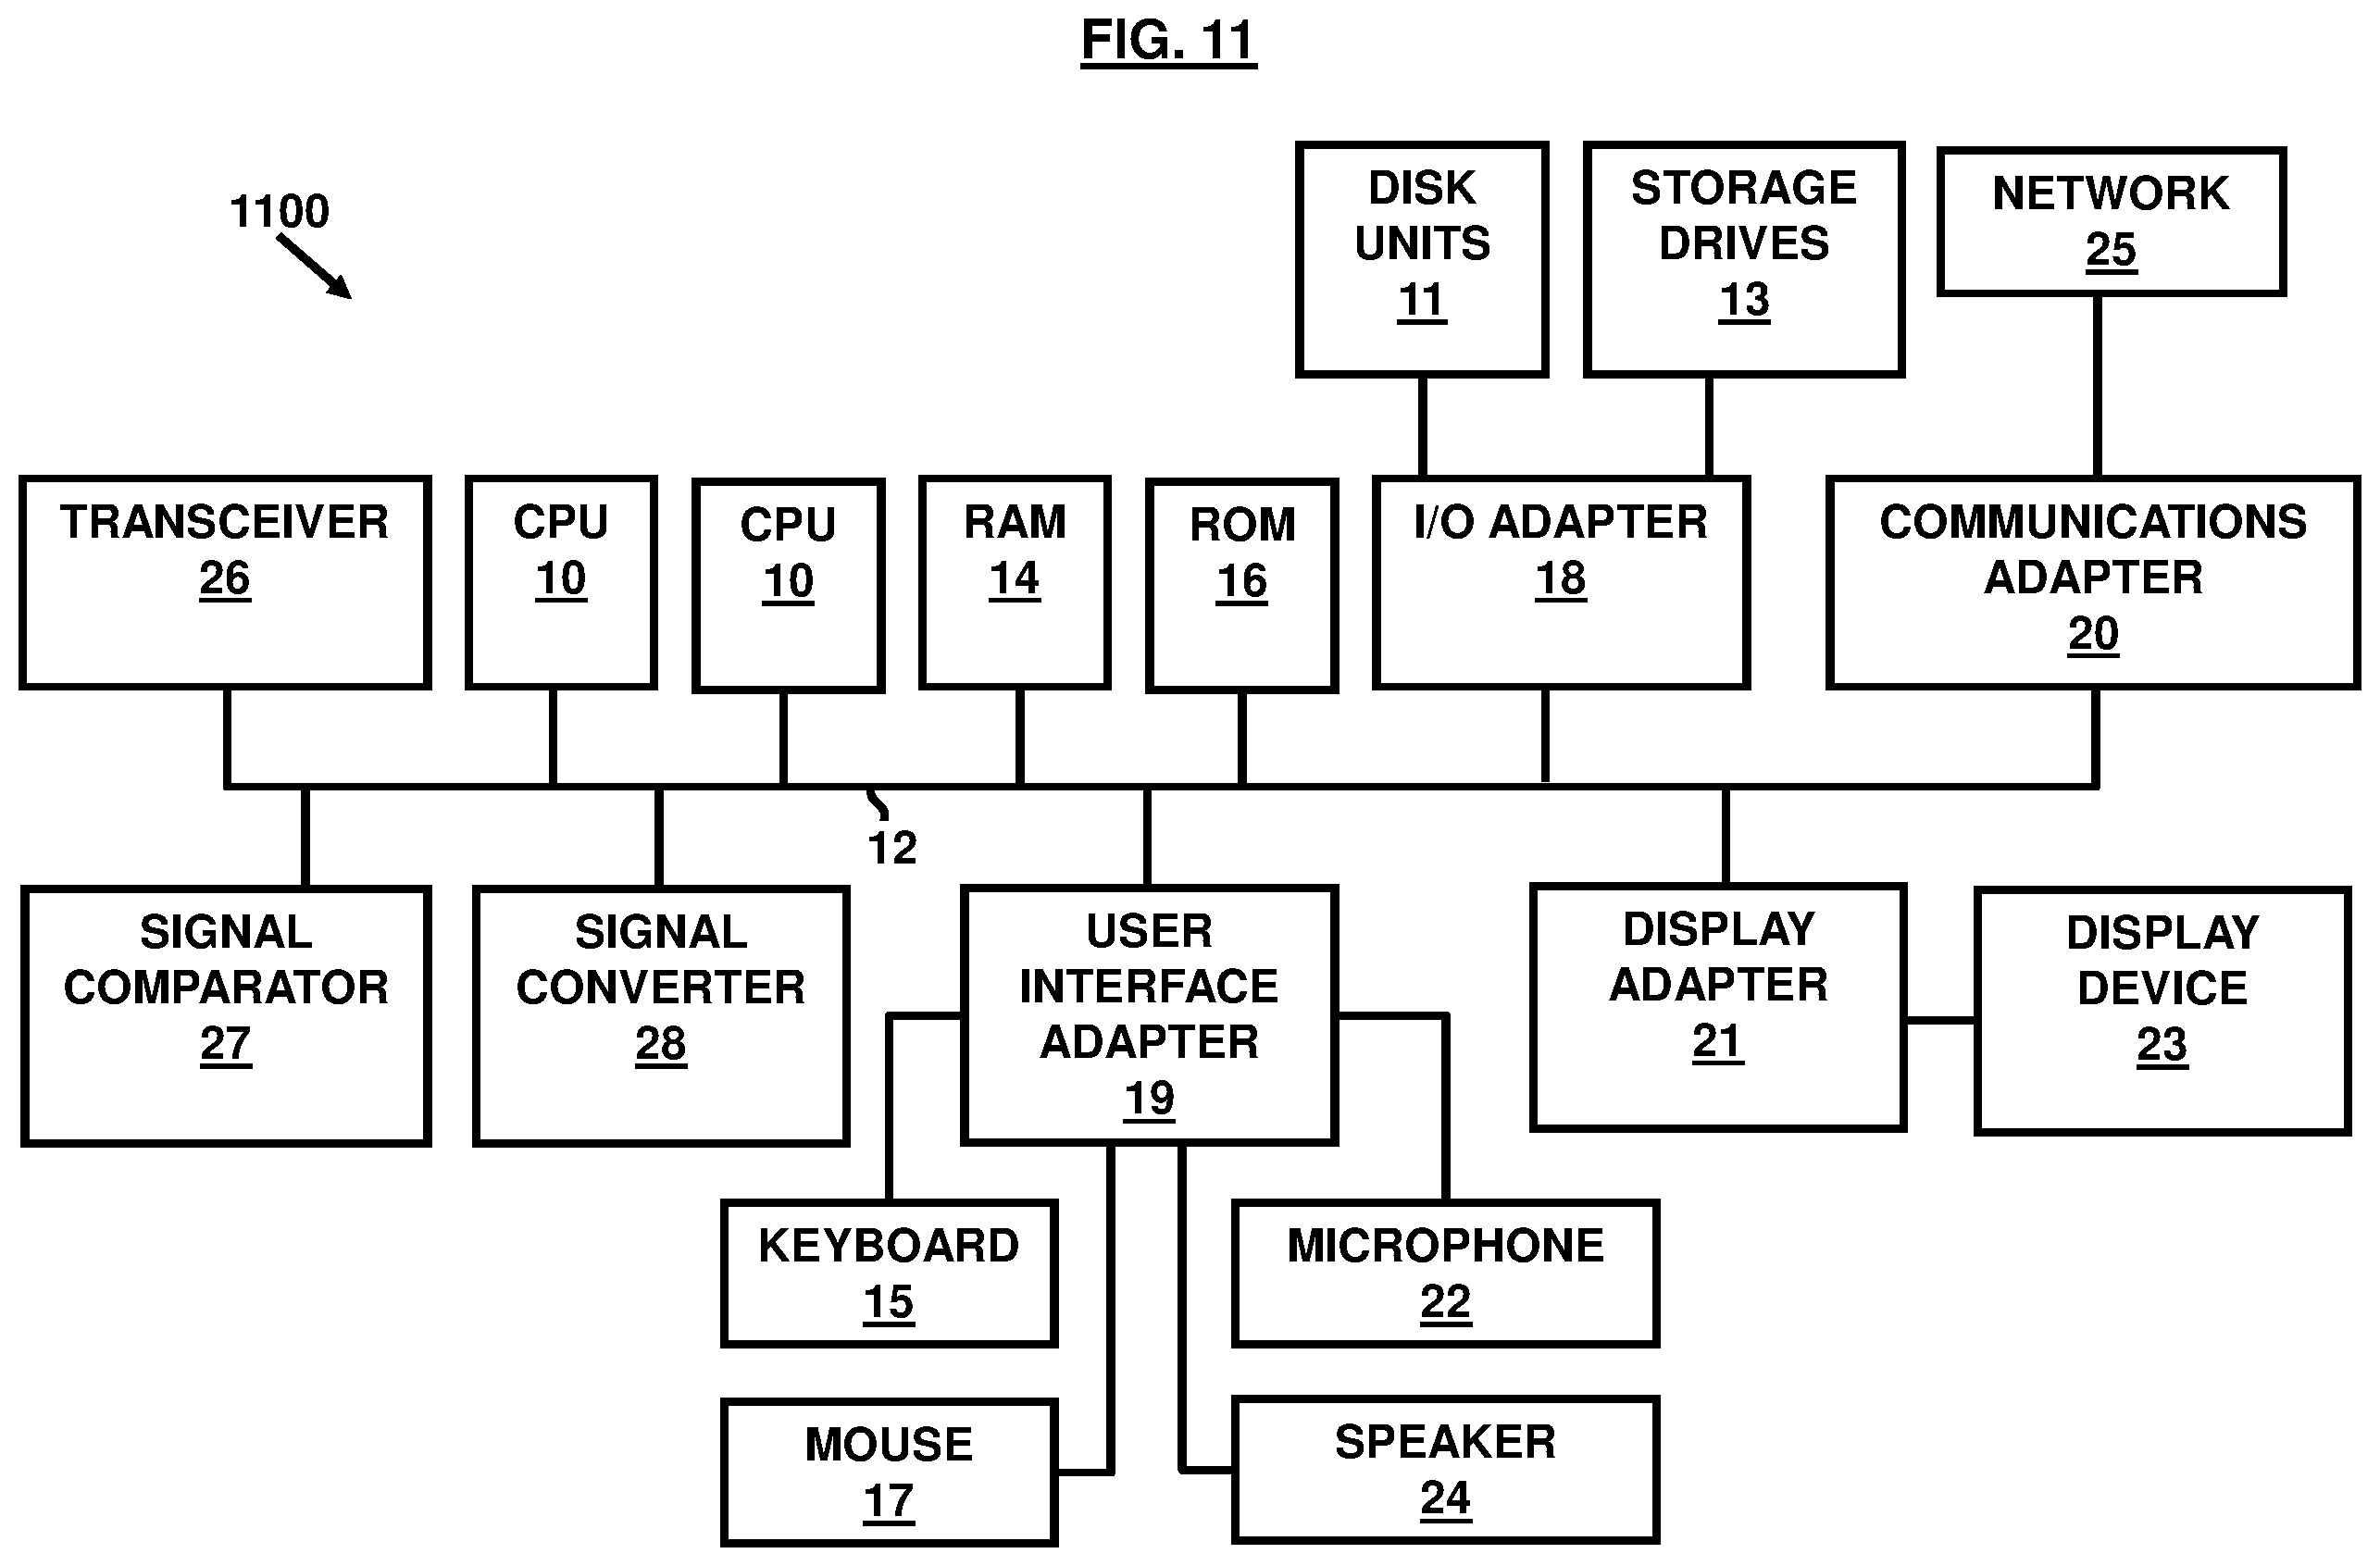 FIG. 11
1100
DISK
UNITS
11
STORAGE
DRIVES
13
NETWORK
25
TRANSCEIVER
26
CPU
10
CPU
10
RAM
14
ROM
16
I/O ADAPTER
18
COMMUNICATIONS
ADAPTER
20
12
SIGNAL
COMPARATOR
27
SIGNAL
CONVERTER
28
USER
INTERFACE
ADAPTER
19
DISPLAY
ADAPTER
21
DISPLAY
DEVICE
23
KEYBOARD
15
MICROPHONE
22
MOUSE
17
SPEAKER
24